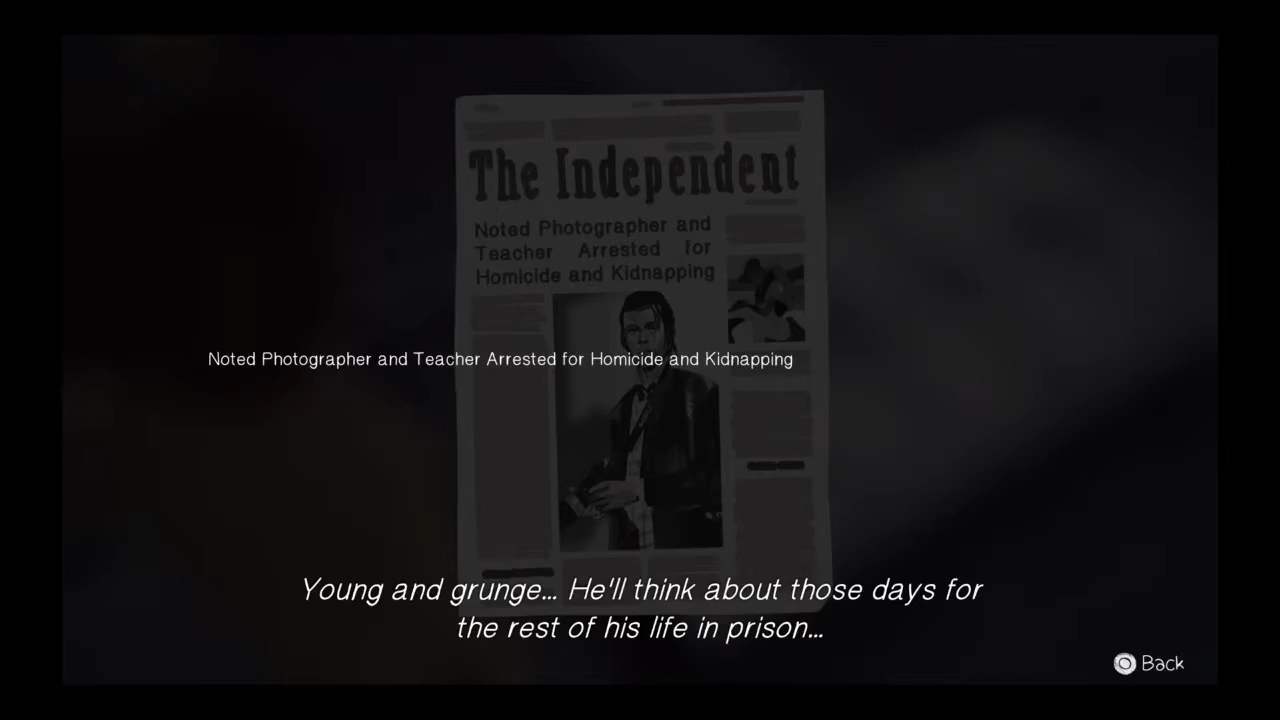 The Independent
Noted Photographer and
Teacher Arrested for
Homicide and Kidnapping
Noted Photographer and Teacher Arrested for Homicide and Kidnapping
Young and grunge... He'll think about those days for
the rest of his life in prison...
Back